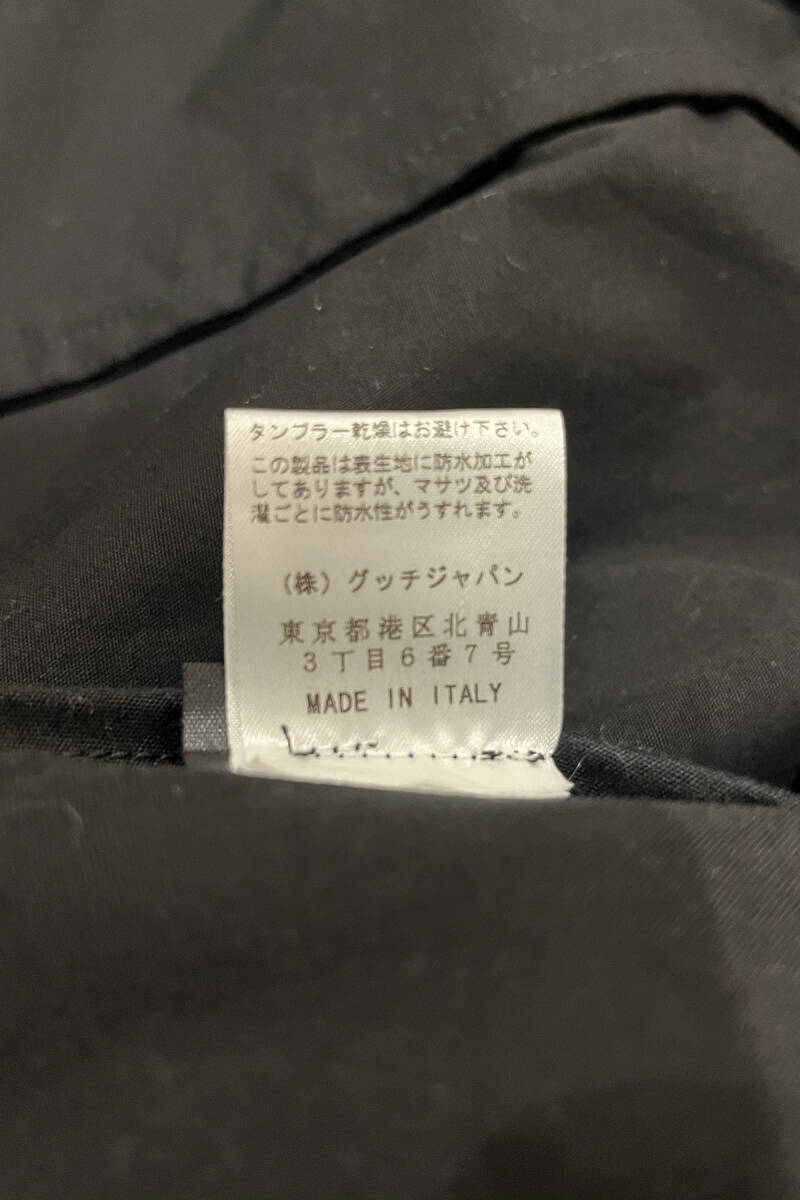 タンブラー乾燥はお避け下さい。
この製品は表生地に防水加工が
してありますが、マサツ及び洗
濯ごとに防水性がうすれます。
(株) グッチジャパン
東京都港区北青山
3丁目6番7号
MADE IN ITALY